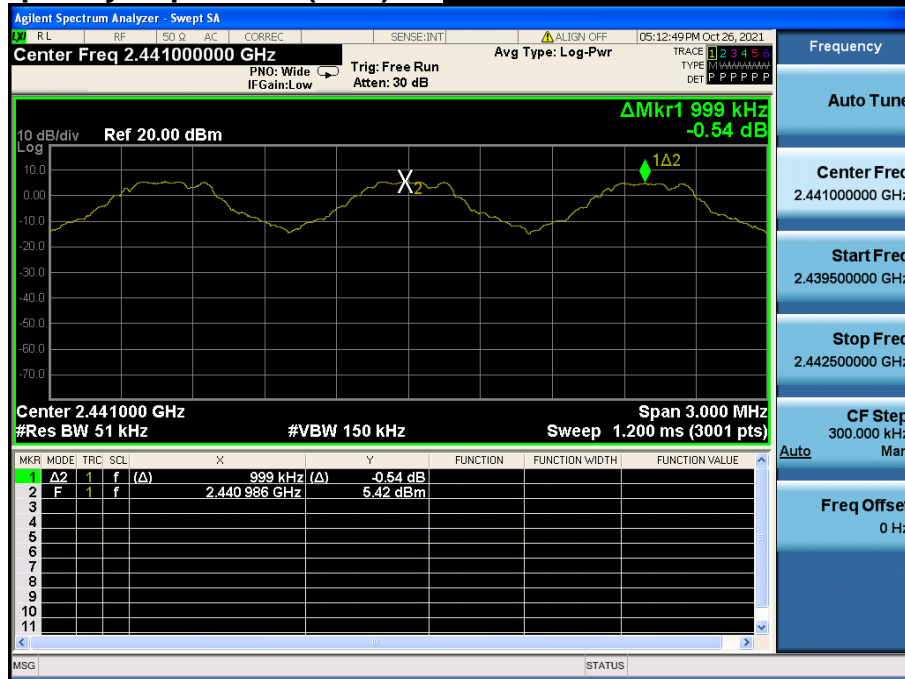 Agilent Spectrum Analyzer - Swept SA
LXI RL RF 50 Ω AC CORREC SENSE:INT ALIGN OFF 05:12:49 PM Oct 26, 2021
Center Freq 2.441000000 GHz
PNO: Wide
IFGain:Low
Trig: Free Run
Atten: 30 dB
Avg Type: Log-Pwr
TRACE 1 2 3 4 5 6
TYPE M WWWWW
DET P P P P P P
ΔMkr1 999 kHz
-0.54 dB
10 dB/div Ref 20.00 dBm
Log
10.0
0.00
-10.0
-20.0
-30.0
-40.0
-50.0
-60.0
-70.0
X2
1Δ2
Center 2.441000 GHz Span 3.000 MHz
#Res BW 51 kHz #VBW 150 kHz Sweep 1.200 ms (3001 pts)
MKR MODE TRC SCL X Y FUNCTION FUNCTION WIDTH FUNCTION VALUE
1 Δ2 1 f (Δ) 999 kHz (Δ) -0.54 dB
2 F 1 f 2.440 986 GHz 5.42 dBm
3
4
5
6
7
8
9
10
11
MSG STATUS
Frequency
Auto Tune
Center Freq
2.441000000 GHz
Start Freq
2.439500000 GHz
Stop Freq
2.442500000 GHz
CF Step
300.000 kHz
Auto Man
Freq Offset
0 Hz